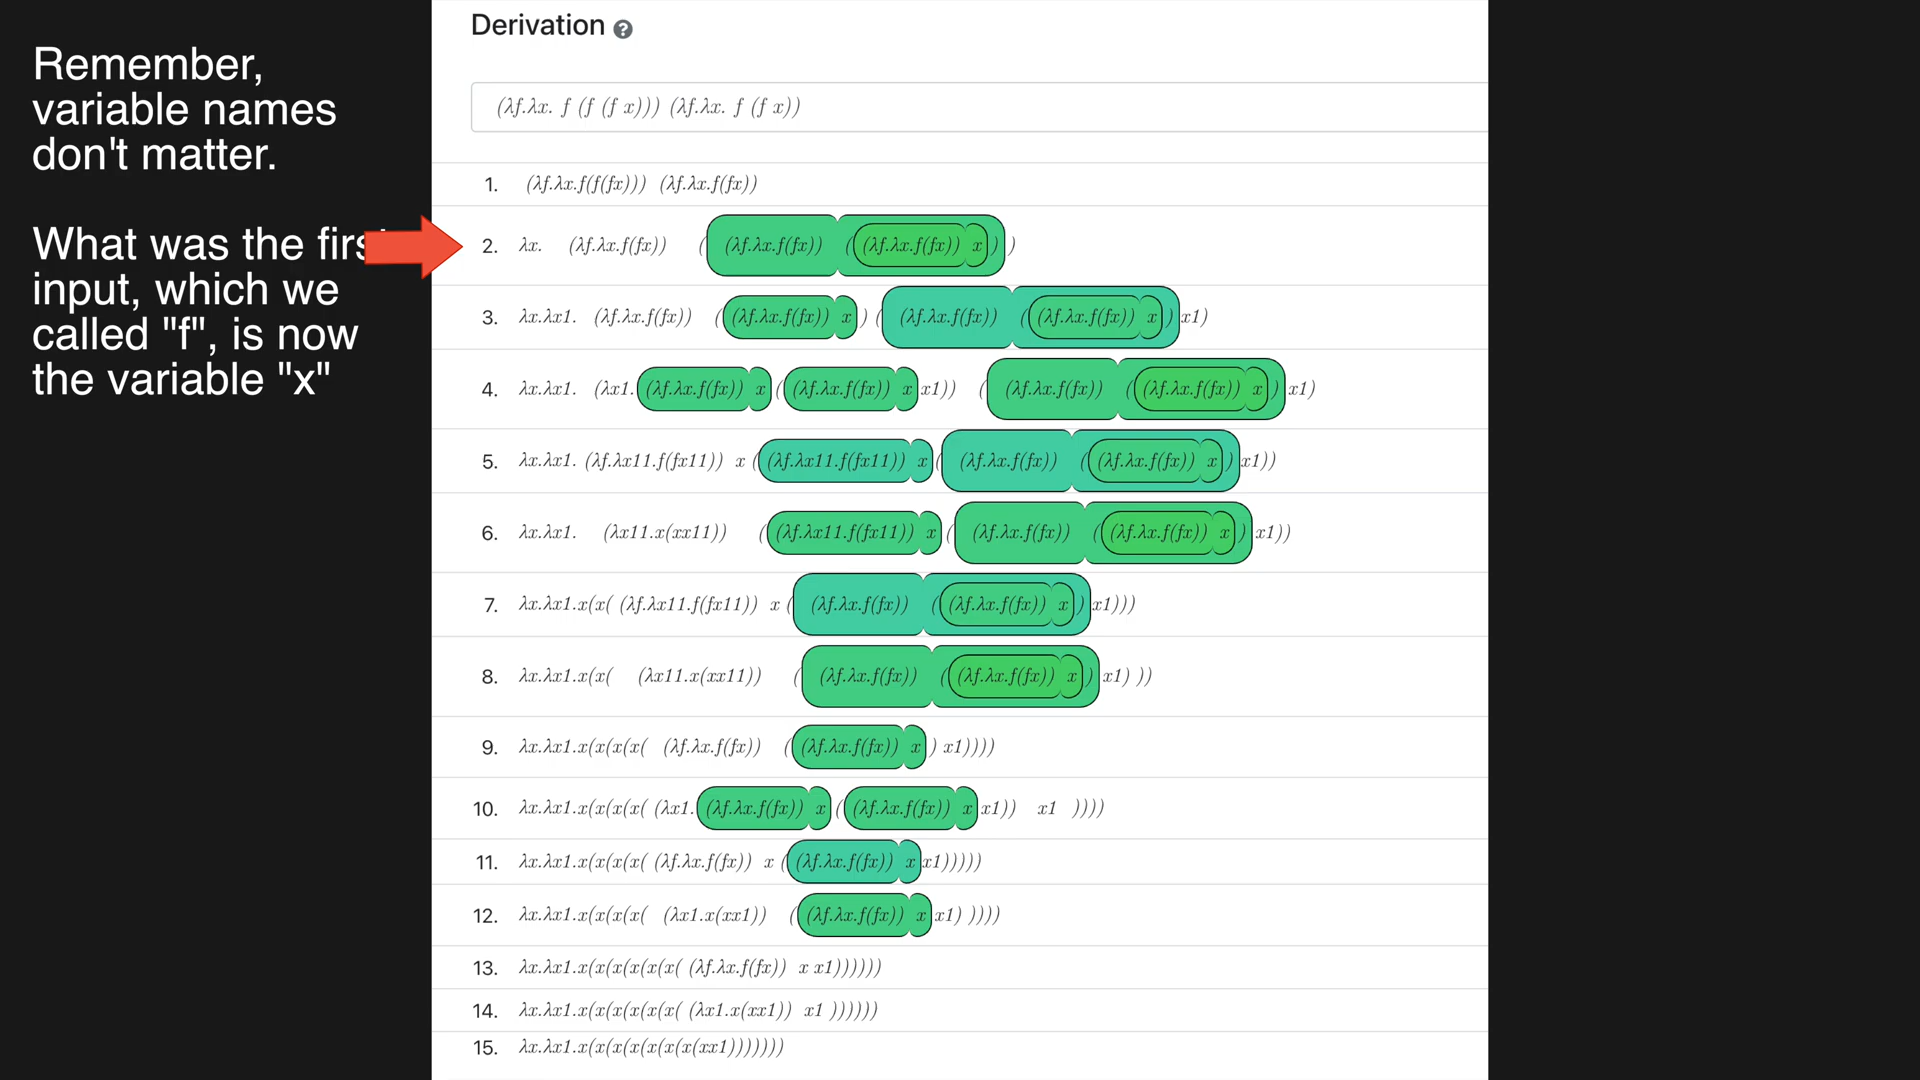 Remember,
variable names
don't matter.
What was the firs
input, which we
called "f", is now
the variable "x"
Derivation ?
(λf.λx. f (f (f x))) (λf.λx. f (f x))
1. (λf.λx.f(f(fx))) (λf.λx.f(fx))
2. λx. (λf.λx.f(fx)) ((λf.λx.f(fx)) ((λf.λx.f(fx)) x))
3. λx.λx1. (λf.λx.f(fx)) ((λf.λx.f(fx)) x) ((λf.λx.f(fx)) ((λf.λx.f(fx)) x) x1)
4. λx.λx1. (λx1.(λf.λx.f(fx)) x ((λf.λx.f(fx)) x x1)) ((λf.λx.f(fx)) ((λf.λx.f(fx)) x) x1)
5. λx.λx1. (λf.λx11.f(fx11)) x ((λf.λx11.f(fx11)) x ((λf.λx.f(fx)) ((λf.λx.f(fx)) x) x1))
6. λx.λx1. (λx11.x(xx11)) ((λf.λx11.f(fx11)) x ((λf.λx.f(fx)) ((λf.λx.f(fx)) x) x1))
7. λx.λx1.x(x( (λf.λx11.f(fx11)) x ((λf.λx.f(fx)) ((λf.λx.f(fx)) x) x1)))
8. λx.λx1.x(x( (λx11.x(xx11)) ((λf.λx.f(fx)) ((λf.λx.f(fx)) x) x1) ))
9. λx.λx1.x(x(x(x( (λf.λx.f(fx)) ((λf.λx.f(fx)) x) x1))))
10. λx.λx1.x(x(x(x( (λx1.(λf.λx.f(fx)) x ((λf.λx.f(fx)) x x1)) x1 ))))
11. λx.λx1.x(x(x(x( (λf.λx.f(fx)) x ((λf.λx.f(fx)) x x1)))))
12. λx.λx1.x(x(x(x( (λx1.x(xx1)) ((λf.λx.f(fx)) x x1) ))))
13. λx.λx1.x(x(x(x(x(x( (λf.λx.f(fx)) x x1))))))
14. λx.λx1.x(x(x(x(x(x( (λx1.x(xx1)) x1 ))))))
15. λx.λx1.x(x(x(x(x(x(x(xx1)))))))